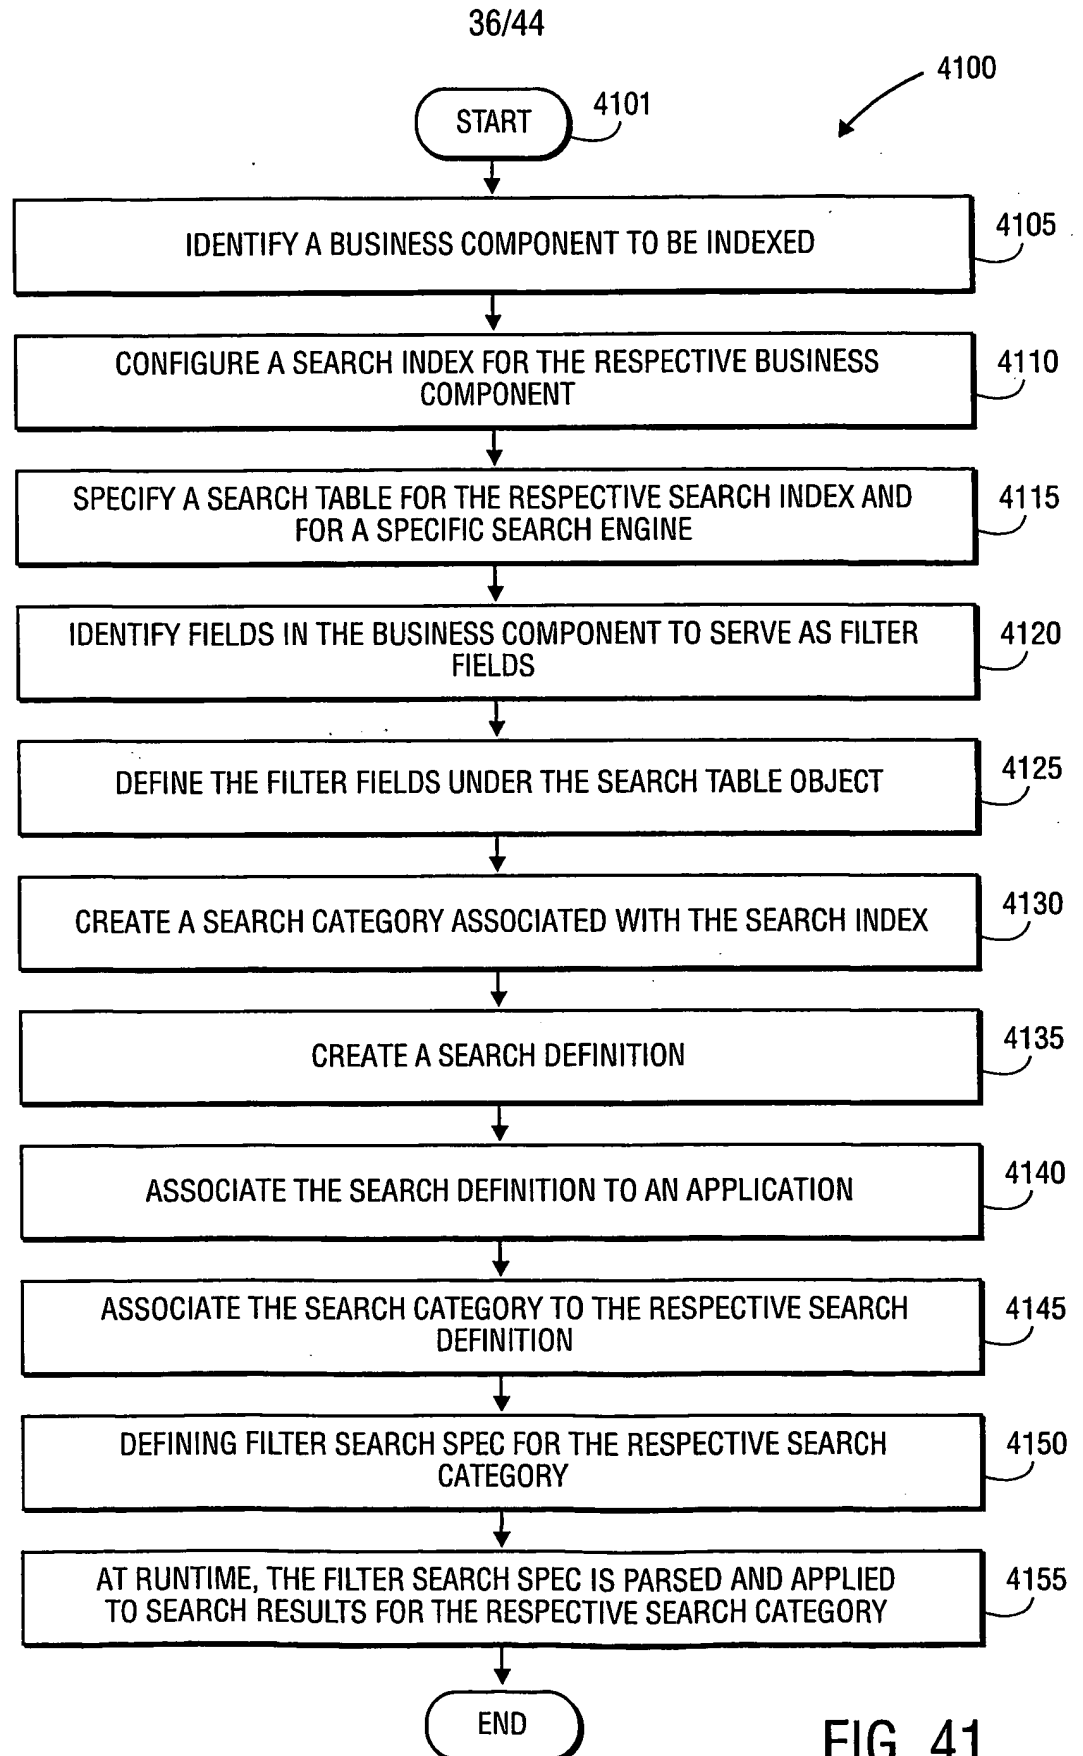 36/44
4100
START
4101
IDENTIFY A BUSINESS COMPONENT TO BE INDEXED
4105
CONFIGURE A SEARCH INDEX FOR THE RESPECTIVE BUSINESS
COMPONENT
4110
SPECIFY A SEARCH TABLE FOR THE RESPECTIVE SEARCH INDEX AND
FOR A SPECIFIC SEARCH ENGINE
4115
IDENTIFY FIELDS IN THE BUSINESS COMPONENT TO SERVE AS FILTER
FIELDS
4120
DEFINE THE FILTER FIELDS UNDER THE SEARCH TABLE OBJECT
4125
CREATE A SEARCH CATEGORY ASSOCIATED WITH THE SEARCH INDEX
4130
CREATE A SEARCH DEFINITION
4135
ASSOCIATE THE SEARCH DEFINITION TO AN APPLICATION
4140
ASSOCIATE THE SEARCH CATEGORY TO THE RESPECTIVE SEARCH
DEFINITION
4145
DEFINING FILTER SEARCH SPEC FOR THE RESPECTIVE SEARCH
CATEGORY
4150
AT RUNTIME, THE FILTER SEARCH SPEC IS PARSED AND APPLIED
TO SEARCH RESULTS FOR THE RESPECTIVE SEARCH CATEGORY
4155
END
FIG. 41